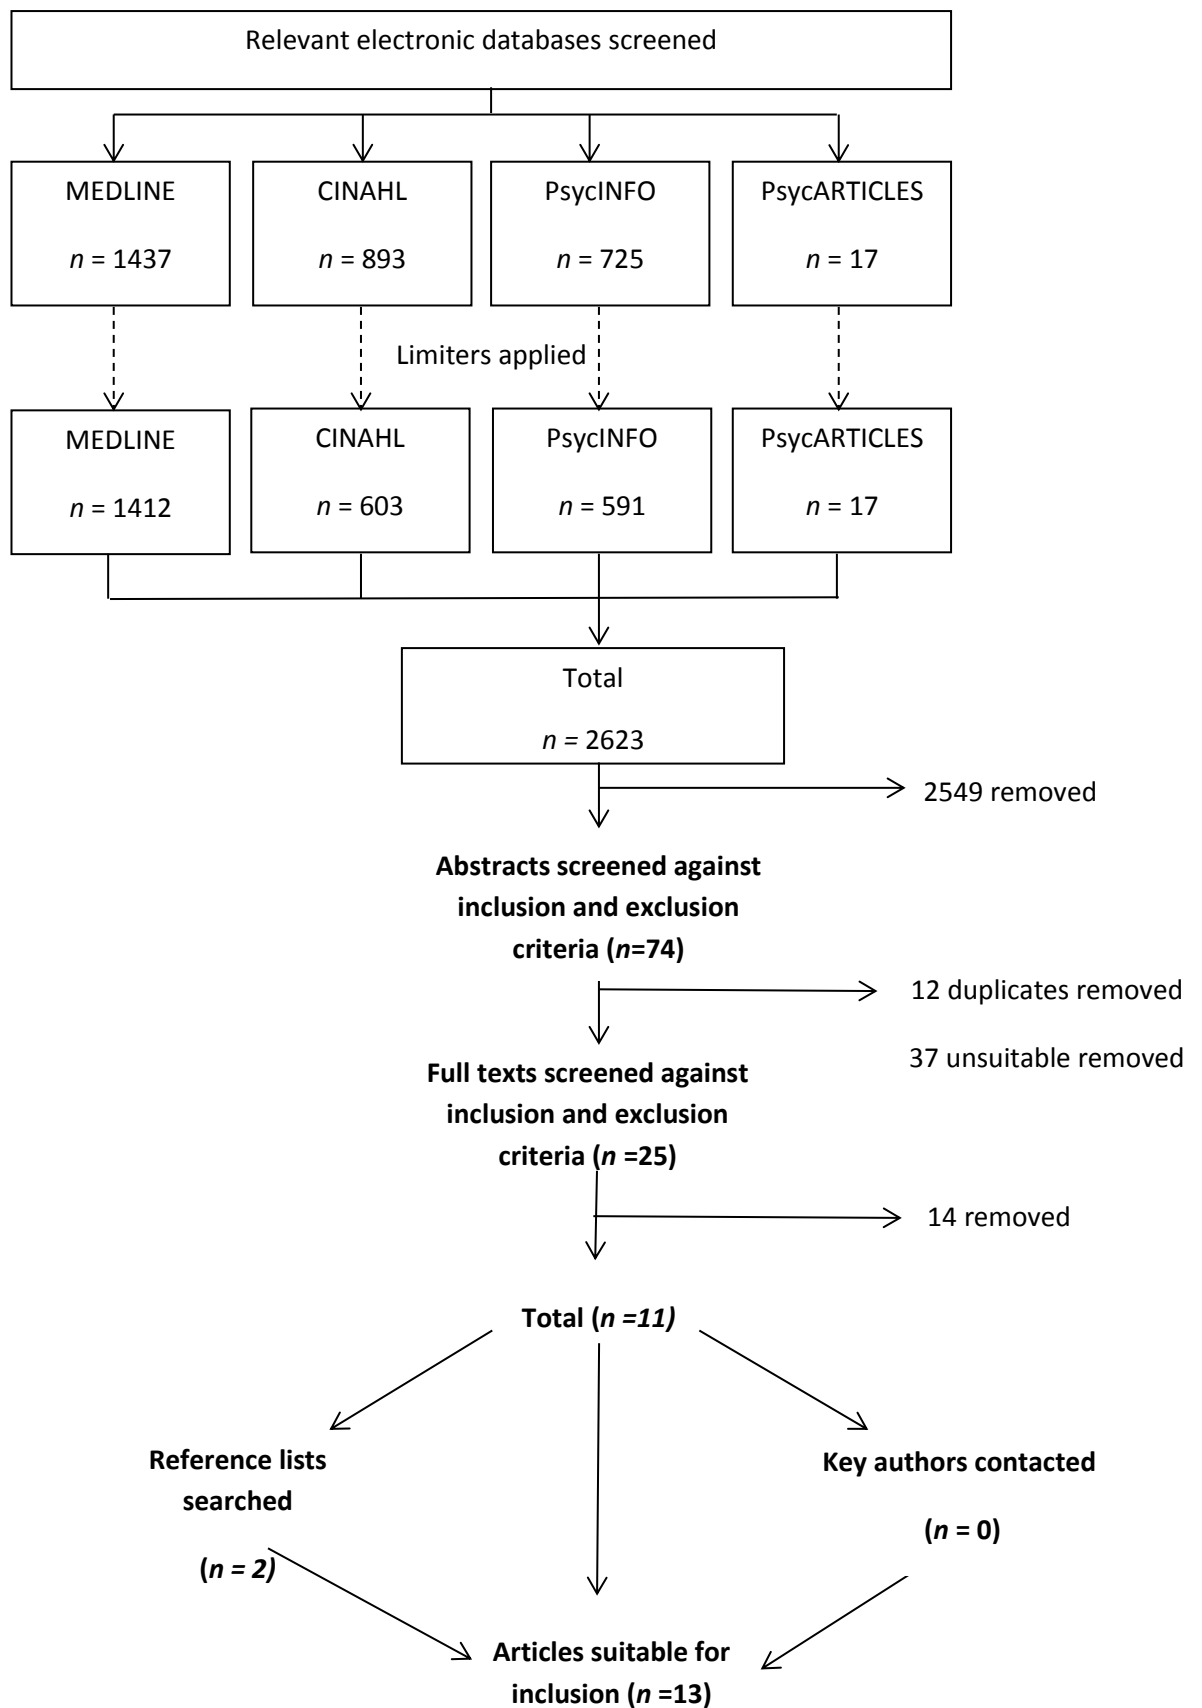 Relevant electronic databases screened
MEDLINE
n = 1437
CINAHL
n = 893
PsycINFO
n = 725
PsycARTICLES
n = 17
Limiters applied
MEDLINE
n = 1412
CINAHL
n = 603
PsycINFO
n = 591
PsycARTICLES
n = 17
Total
n = 2623
2549 removed
Abstracts screened against
inclusion and exclusion
criteria (n=74)
12 duplicates removed
37 unsuitable removed
Full texts screened against
inclusion and exclusion
criteria (n =25)
14 removed
Total (n =11)
Reference lists
searched
(n = 2)
Key authors contacted
(n = 0)
Articles suitable for
inclusion (n =13)